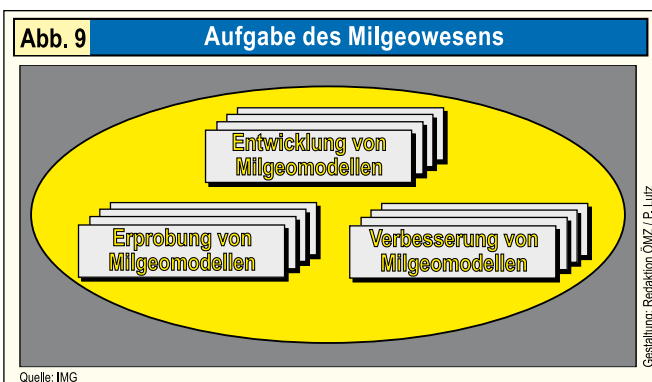 Abb. 9
Aufgabe des Milgeowesens
Entwicklung von
Milgeomodellen
Erprobung von
Milgeomodellen
Verbesserung von
Milgeomodellen
Gestaltung: Redaktion ÖMZ / P. Lutz
Quelle: IMG